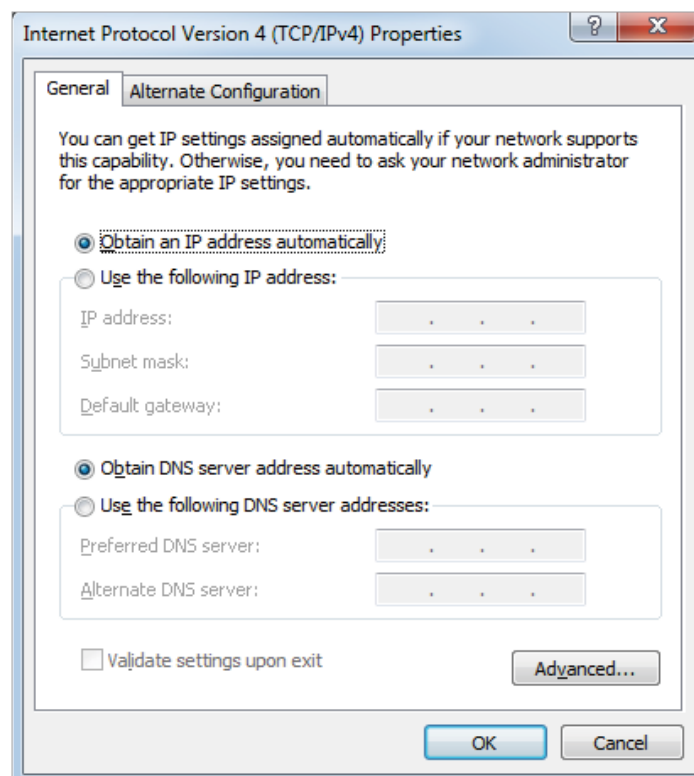 Internet Protocol Version 4 (TCP/IPv4) Properties
General
Alternate Configuration
You can get IP settings assigned automatically if your network supports
this capability. Otherwise, you need to ask your network administrator
for the appropriate IP settings.
Obtain an IP address automatically
Use the following IP address:
IP address:
Subnet mask:
Default gateway:
Obtain DNS server address automatically
Use the following DNS server addresses:
Preferred DNS server:
Alternate DNS server:
Validate settings upon exit
Advanced...
OK
Cancel